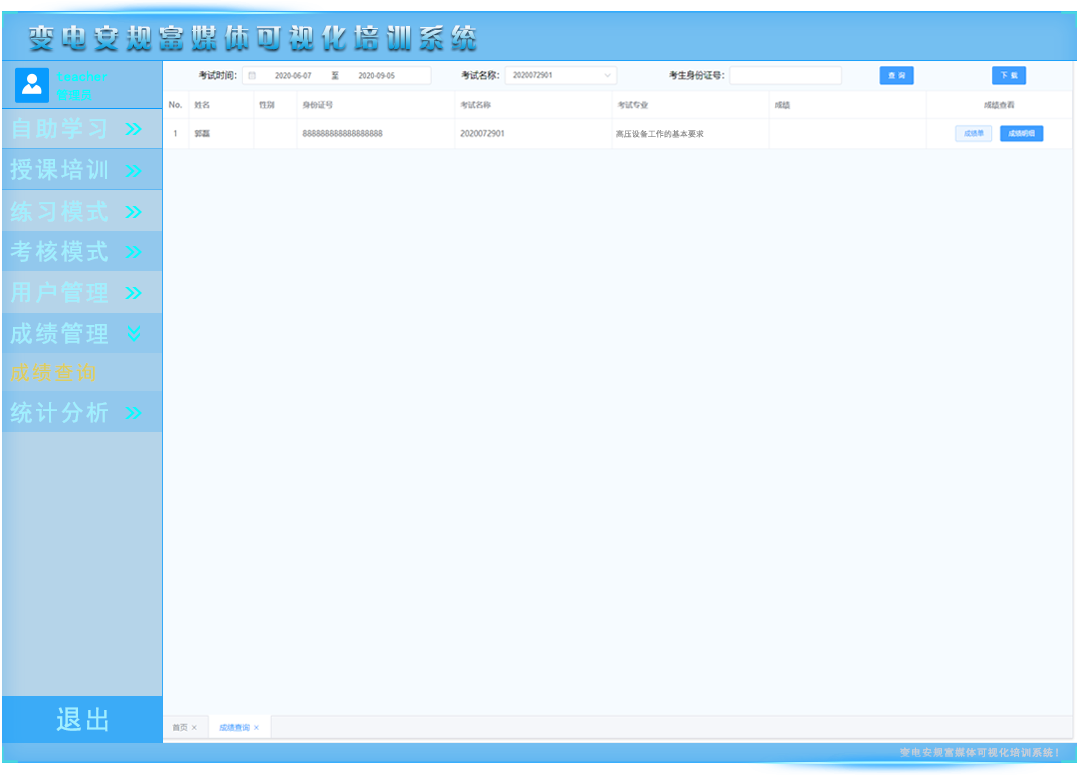 变电安规富媒体可视化培训系统
teacher
管理员
自助学习
授课培训
练习模式
考核模式
用户管理
成绩管理
成绩查询
统计分析
退出
考试时间： 2020-06-07 至 2020-09-05 考试名称： 2020072901 考生身份证号： 查询 下载
No. 姓名 性别 身份证号 考试名称 考试专业 成绩 成绩查看
1 郭磊 888888888888888888 2020072901 高压设备工作的基本要求 成绩单 成绩明细
首页 × 成绩查询 ×
变电安规富媒体可视化培训系统！